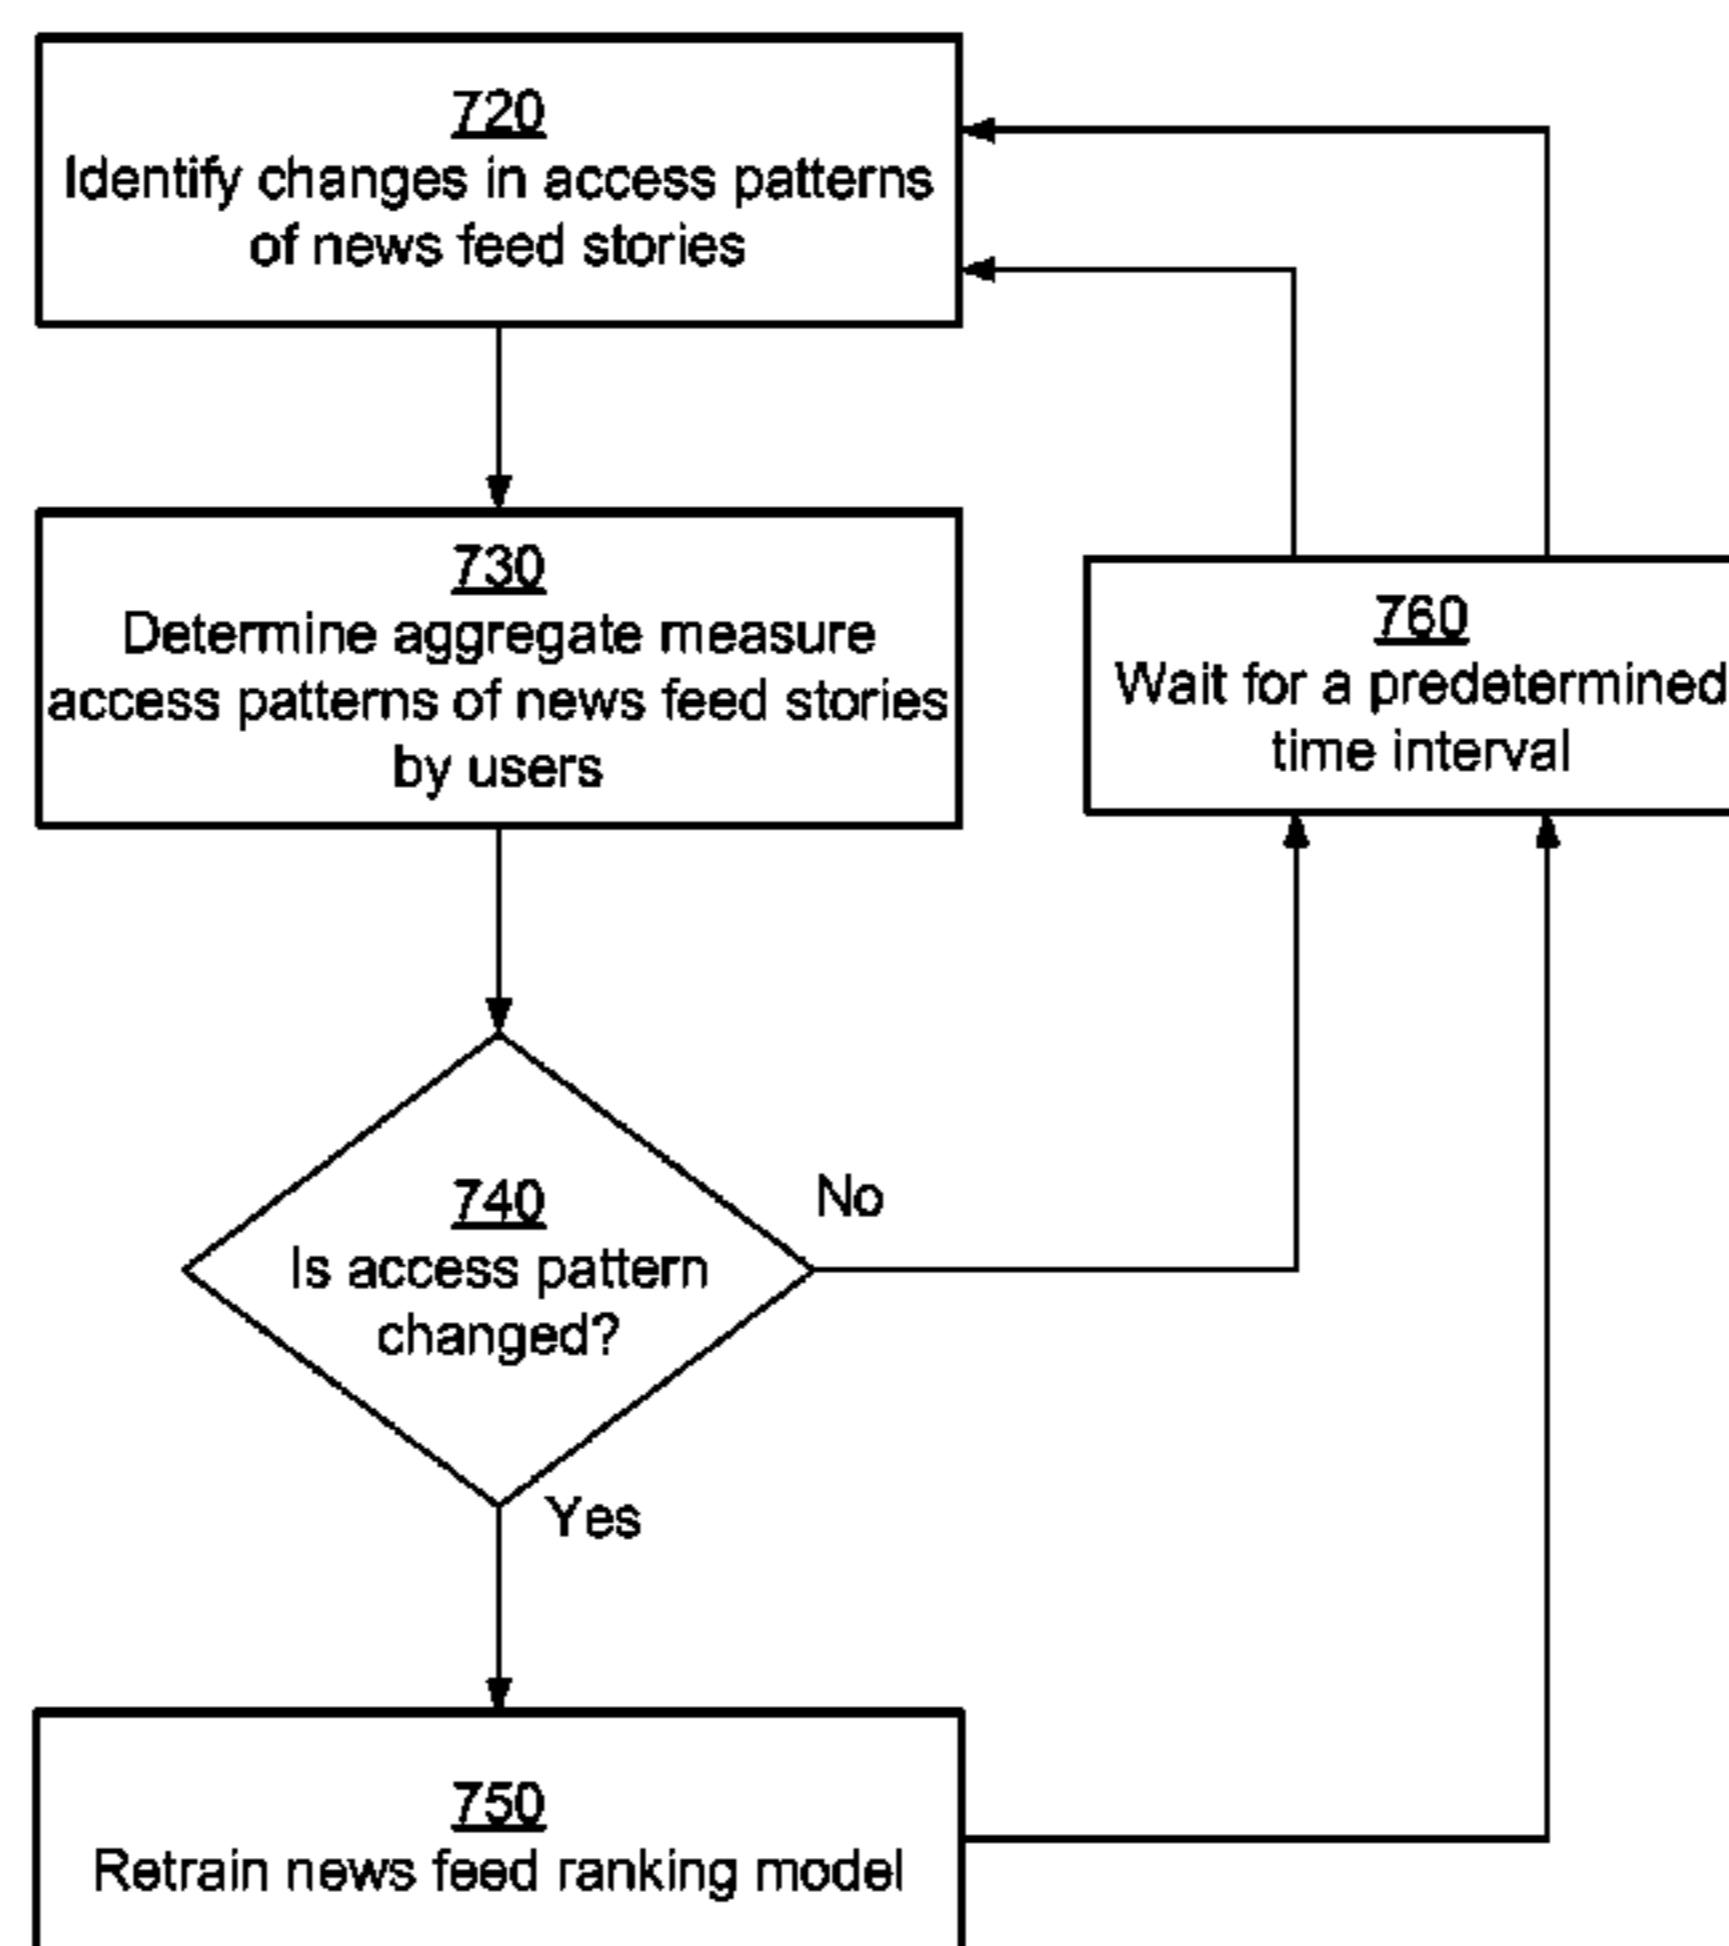 720
Identify changes in access patterns
of news feed stories
730
Determine aggregate measure
access patterns of news feed stories
by users
760
Wait for a predetermined
time interval
740
Is access pattern
changed?
No
Yes
750
Retrain news feed ranking model